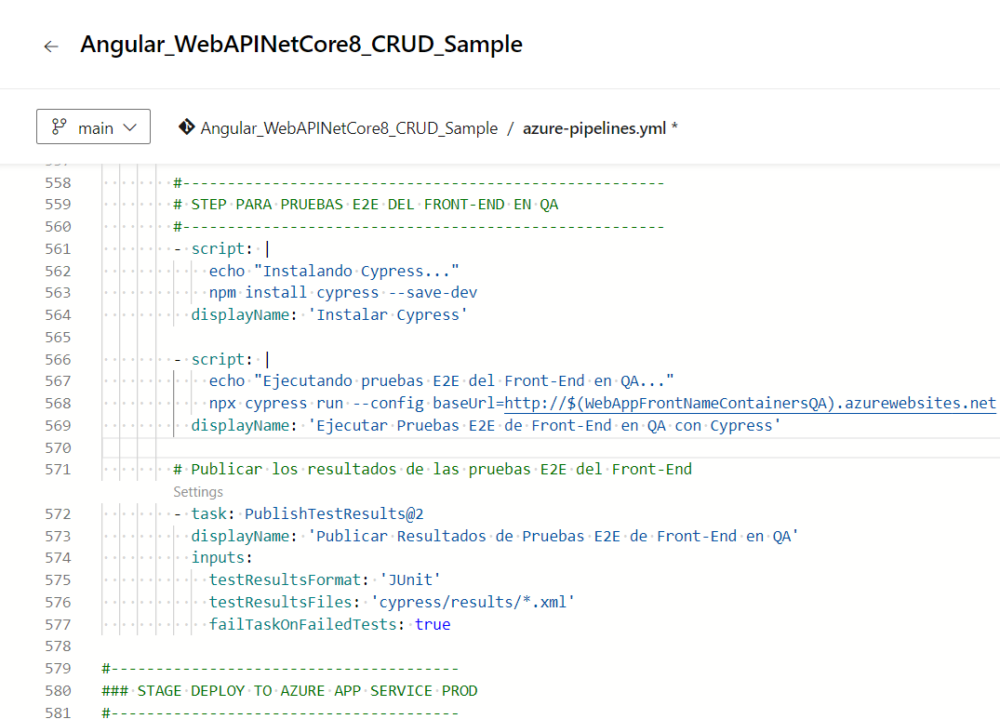 ← Angular_WebAPINetCore8_CRUD_Sample
main Angular_WebAPINetCore8_CRUD_Sample / azure-pipelines.yml *
558 #------------------------------------------------------
559 # STEP PARA PRUEBAS E2E DEL FRONT-END EN QA
560 #------------------------------------------------------
561 - script: |
562 echo "Instalando Cypress..."
563 npm install cypress --save-dev
564 displayName: 'Instalar Cypress'
565
566 - script: |
567 echo "Ejecutando pruebas E2E del Front-End en QA..."
568 npx cypress run --config baseUrl=http://$(WebAppFrontNameContainersQA).azurewebsites.net
569 displayName: 'Ejecutar Pruebas E2E de Front-End en QA con Cypress'
570
571 # Publicar los resultados de las pruebas E2E del Front-End
Settings
572 - task: PublishTestResults@2
573 displayName: 'Publicar Resultados de Pruebas E2E de Front-End en QA'
574 inputs:
575 testResultsFormat: 'JUnit'
576 testResultsFiles: 'cypress/results/*.xml'
577 failTaskOnFailedTests: true
578
579 #---------------------------------------
580 ### STAGE DEPLOY TO AZURE APP SERVICE PROD
581 #---------------------------------------